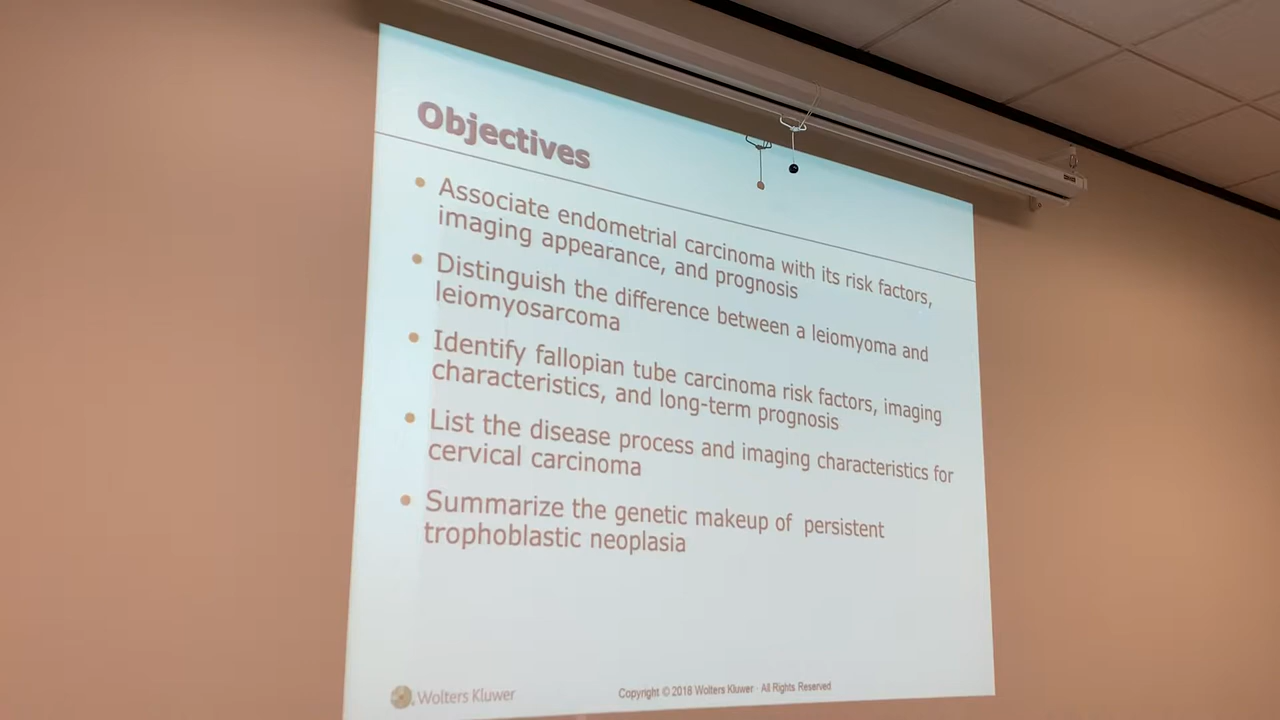 Objectives
• Associate endometrial carcinoma with its risk factors,
imaging appearance, and prognosis
• Distinguish the difference between a leiomyoma and
leiomyosarcoma
• Identify fallopian tube carcinoma risk factors, imaging
characteristics, and long-term prognosis
• List the disease process and imaging characteristics for
cervical carcinoma
• Summarize the genetic makeup of persistent
trophoblastic neoplasia
Wolters Kluwer
Copyright © 2018 Wolters Kluwer · All Rights Reserved